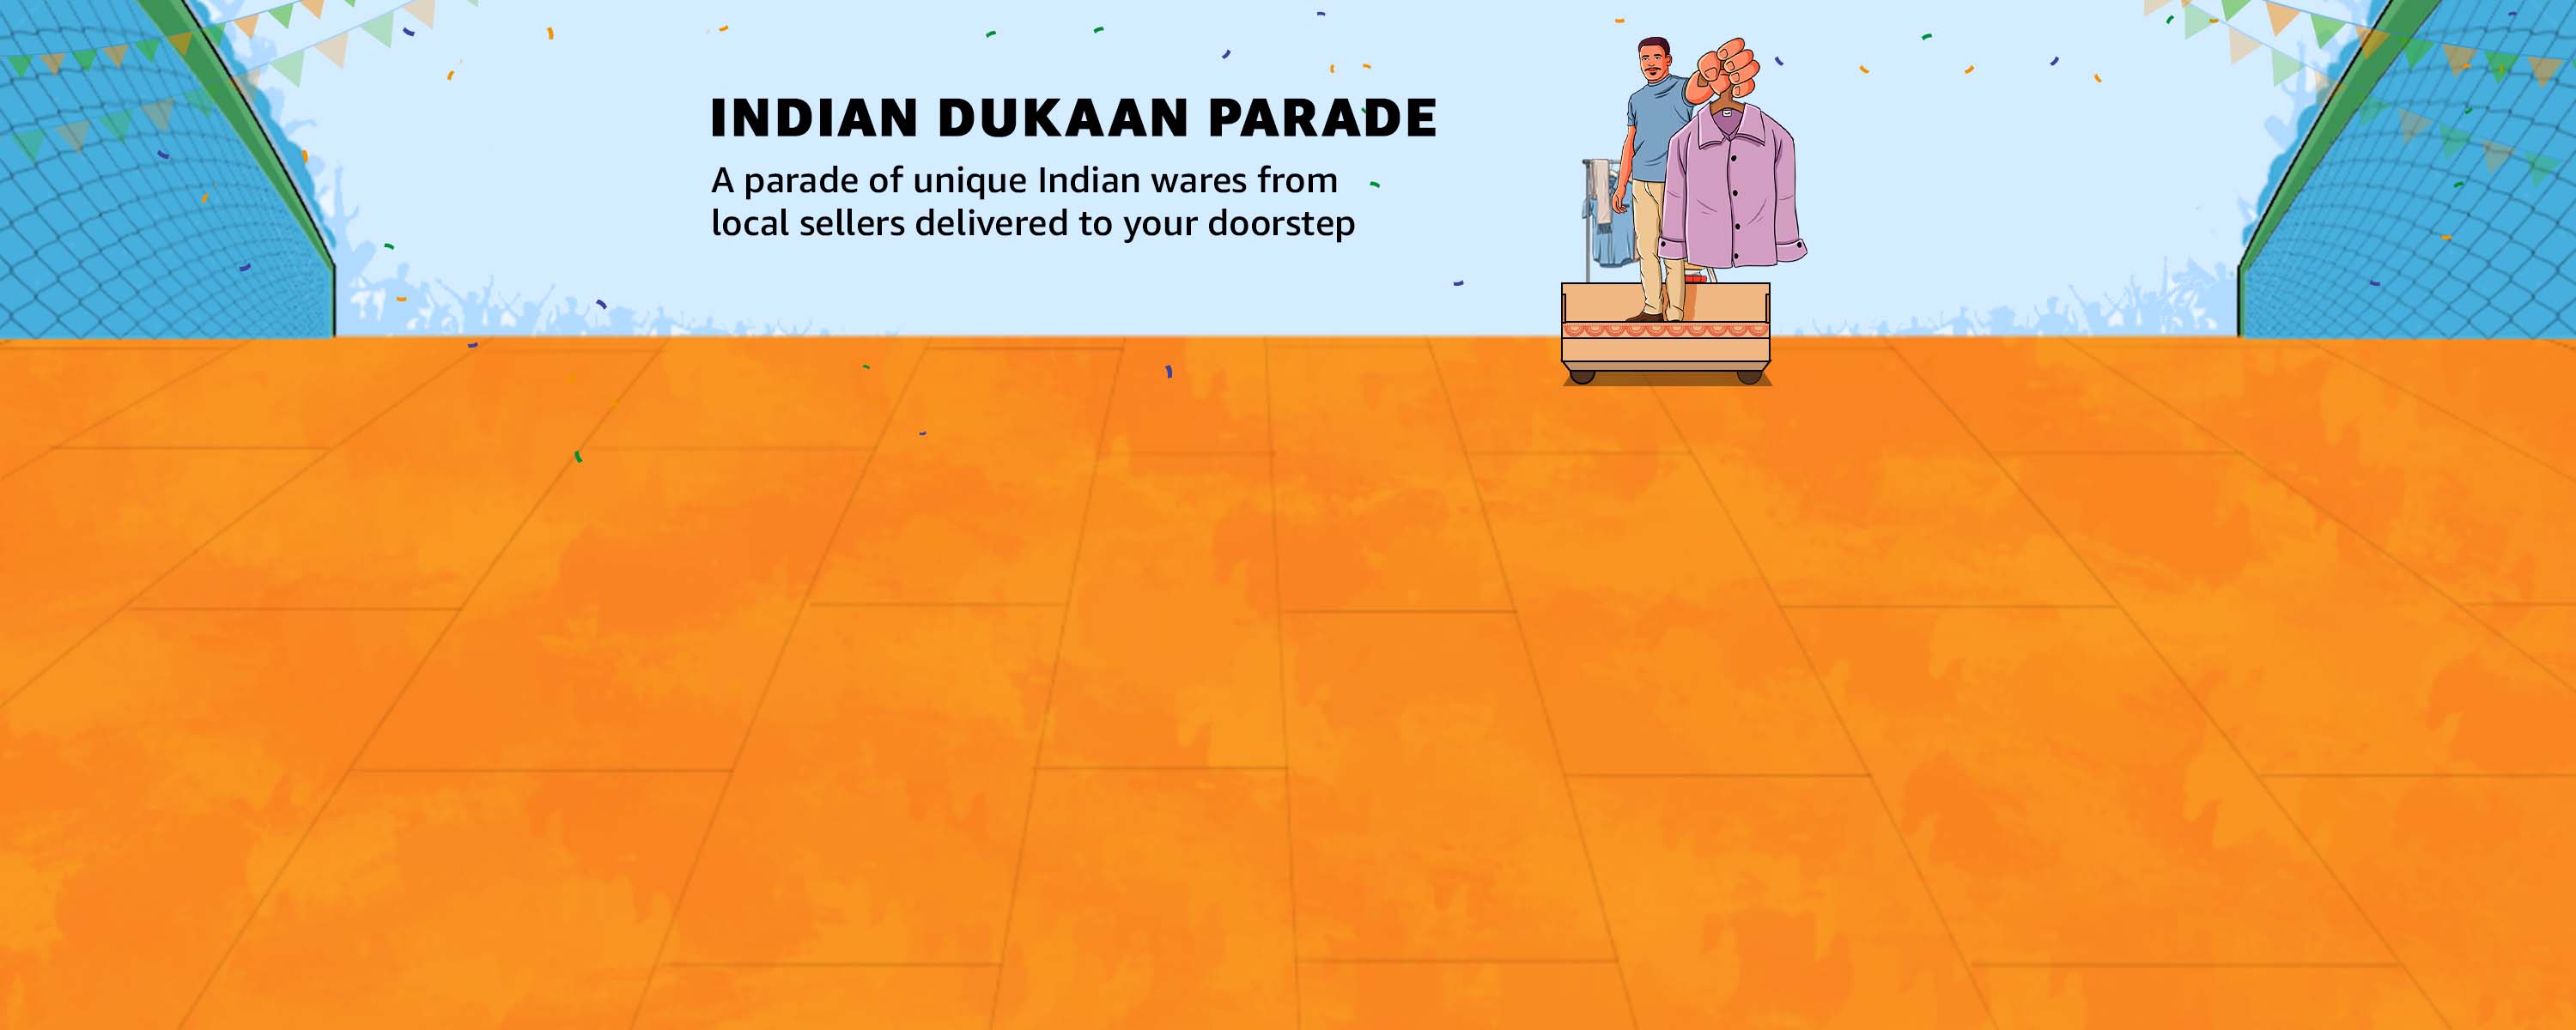 INDIAN DUKAAN PARADE
A parade of unique Indian wares from
local sellers delivered to your doorstep